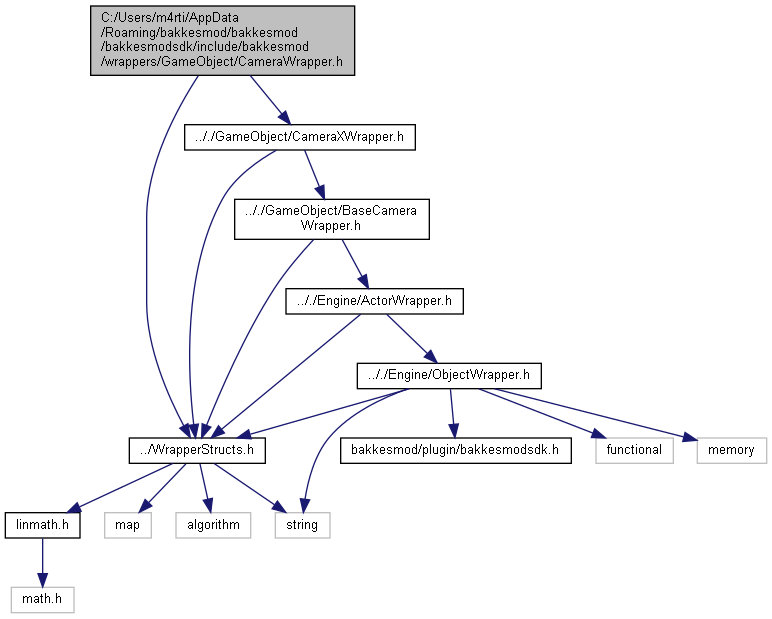 C:/Users/m4rti/AppData
/Roaming/bakkesmod/bakkesmod
/bakkesmodsdk/include/bakkesmod
/wrappers/GameObject/CameraWrapper.h
.././GameObject/CameraXWrapper.h
.././GameObject/BaseCamera
Wrapper.h
.././Engine/ActorWrapper.h
.././Engine/ObjectWrapper.h
../WrapperStructs.h
bakkesmod/plugin/bakkesmodsdk.h
functional
memory
linmath.h
map
algorithm
string
math.h